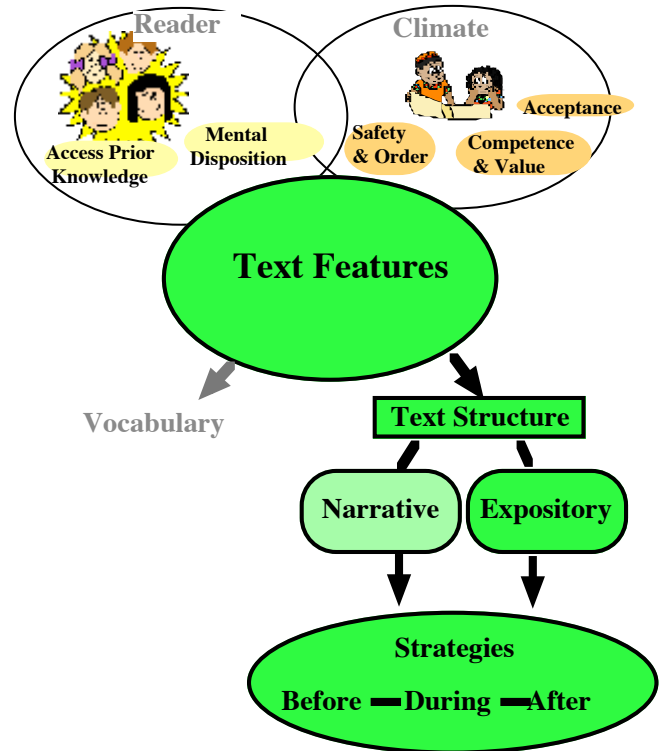 Reader
Climate
Acceptance
Mental
Disposition
Safety
& Order
Competence
& Value
Access Prior
Knowledge
Text Features
Vocabulary
Text Structure
Narrative
Expository
Strategies
Before During After